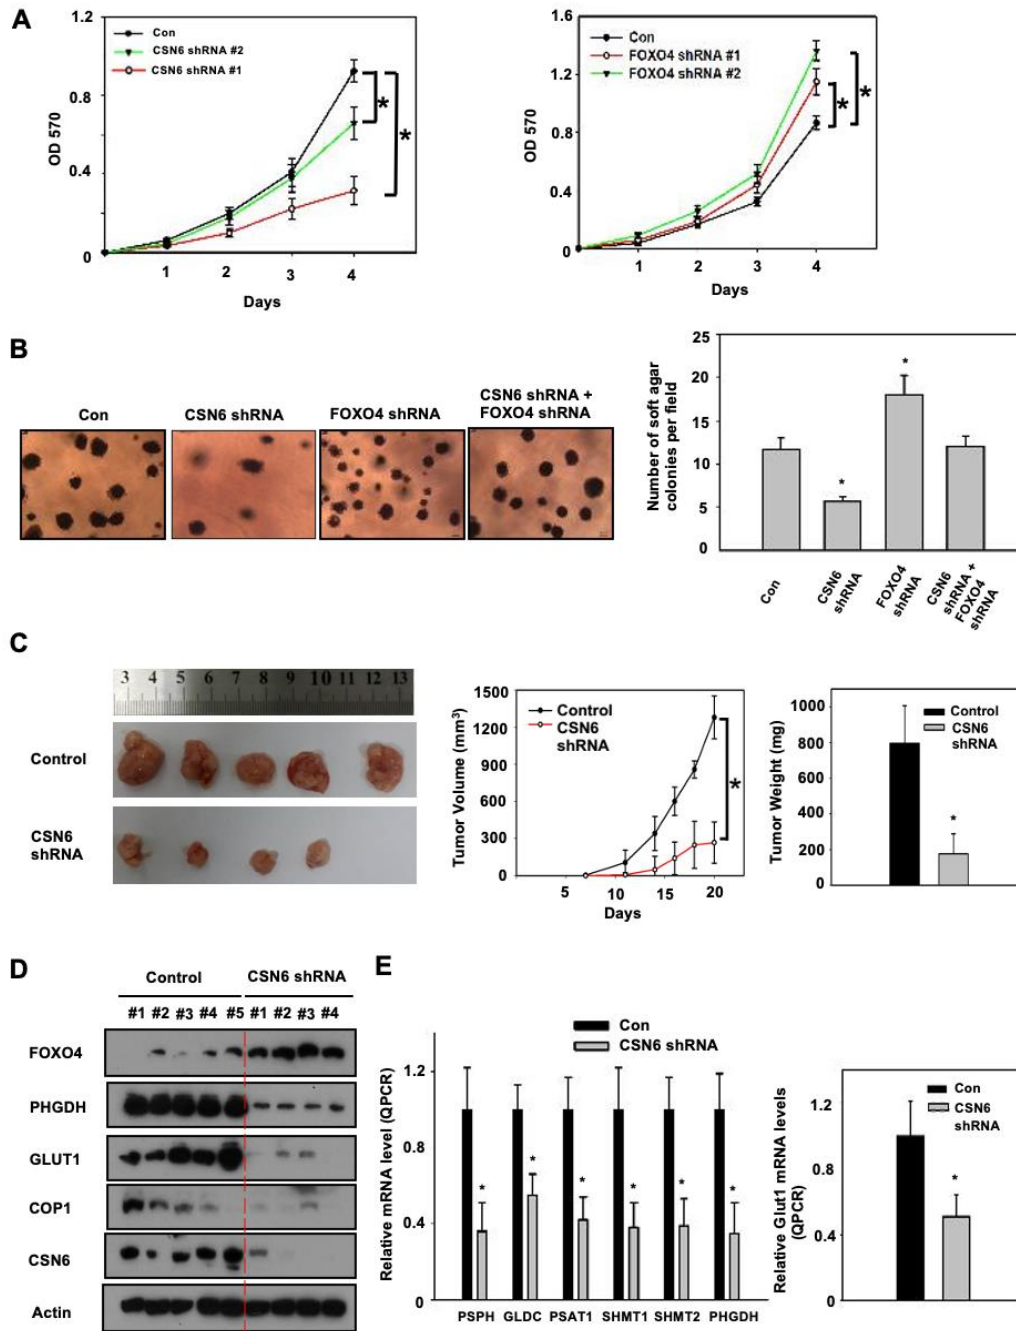 A
1.2
0.8
0.4
0
OD 570
Con
CSN6 shRNA #2
CSN6 shRNA #1
*
*
1 2 3 4
Days
1.6
1.2
0.8
0.4
0
OD 570
Con
FOXO4 shRNA #1
FOXO4 shRNA #2
*
*
1 2 3 4
Days
B
Con
CSN6 shRNA
FOXO4 shRNA
CSN6 shRNA +
FOXO4 shRNA
Number of soft agar
colonies per field
25
20
15
10
5
0
*
*
Con
CSN6
shRNA
FOXO4
shRNA
CSN6
shRNA +
FOXO4
shRNA
C
3 4 5 6 7 8 9 10 11 12 13
Control
CSN6
shRNA
Tumor Volume (mm³)
1500
1200
900
600
300
0
Control
CSN6
shRNA
*
5 10 15 20
Days
Tumor Weight (mg)
1000
800
600
400
200
0
Control
CSN6
shRNA
*
D
Control CSN6 shRNA
#1 #2 #3 #4 #5 #1 #2 #3 #4
FOXO4
PHGDH
GLUT1
COP1
CSN6
Actin
E
Con
CSN6 shRNA
Relative mRNA level (QPCR)
1.2
0.8
0.4
0
* * * * * *
PSPH GLDC PSAT1 SHMT1 SHMT2 PHGDH
Relative Glut1 mRNA levels
(QPCR)
1.2
0.8
0.4
0
Con
CSN6
shRNA
*